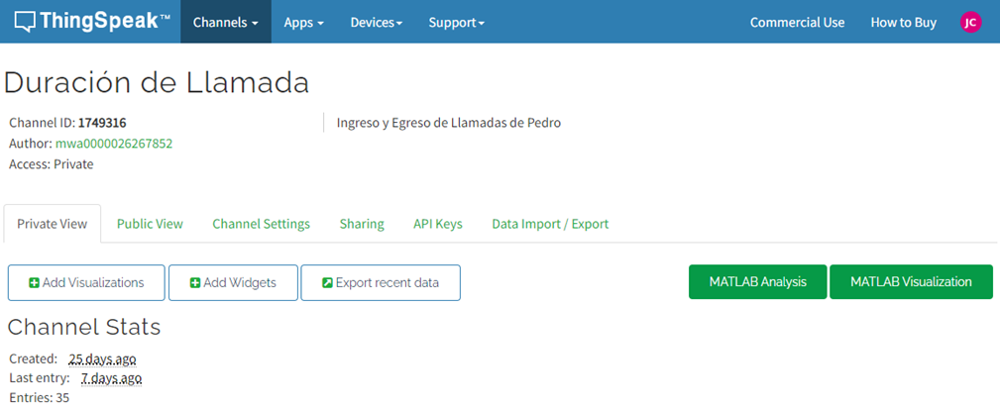 ThingSpeak™ Channels Apps Devices Support Commercial Use How to Buy JC
Duración de Llamada
Channel ID: 1749316 Ingreso y Egreso de Llamadas de Pedro
Author: mwa0000026267852
Access: Private
Private View Public View Channel Settings Sharing API Keys Data Import / Export
Add Visualizations Add Widgets Export recent data MATLAB Analysis MATLAB Visualization
Channel Stats
Created: 25 days ago
Last entry: 7 days ago
Entries: 35